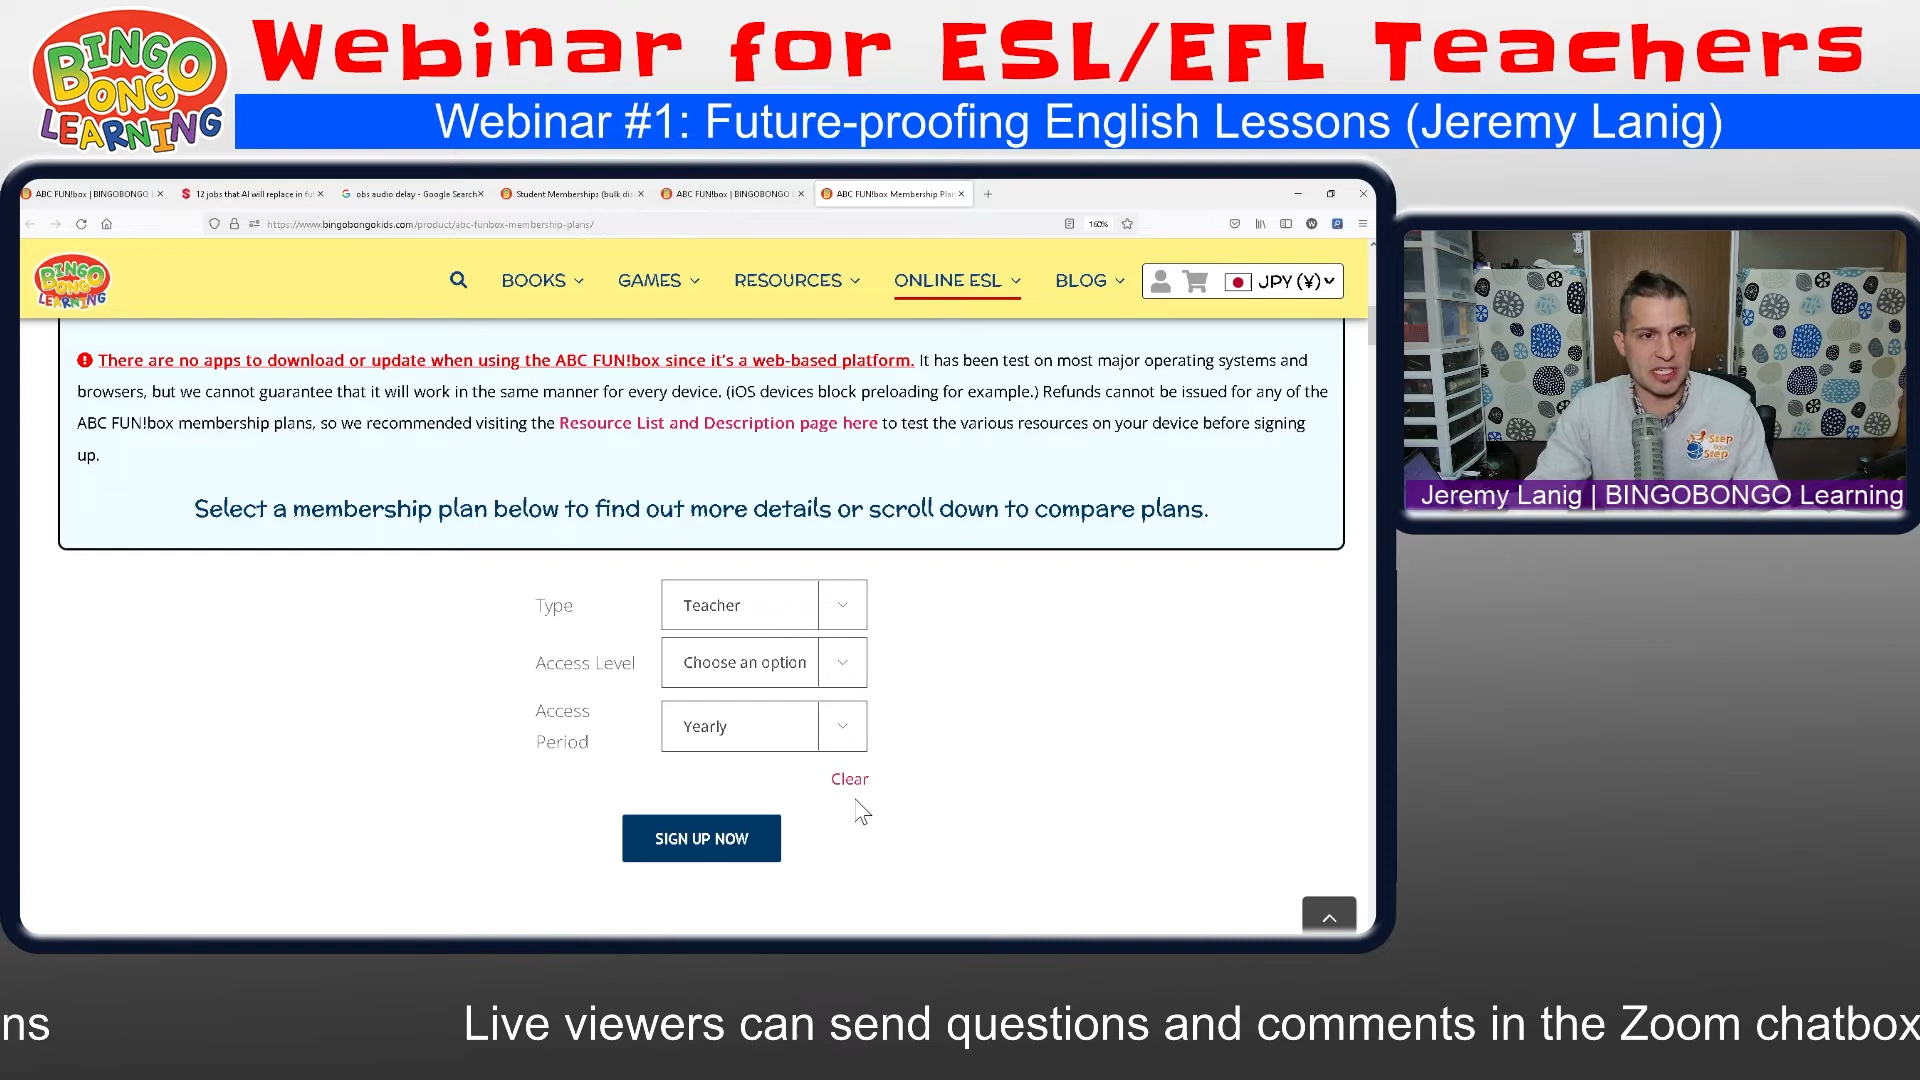 BINGO
BONGO
LEARNING
Webinar for ESL/EFL Teachers
Webinar #1: Future-proofing English Lessons (Jeremy Lanig)
ABC FUN!box | BINGOBONGO
12 jobs that AI will replace in fu
obs audio delay - Google Search
Student Memberships (bulk dis
ABC FUN!box | BINGOBONGO
ABC FUN!box Membership Plan
https://www.bingobongokids.com/product/abc-funbox-membership-plans/
160%
BINGO
BONGO
LEARNING
BOOKS
GAMES
RESOURCES
ONLINE ESL
BLOG
JPY (¥)
There are no apps to download or update when using the ABC FUN!box since it's a web-based platform. It has been test on most major operating systems and
browsers, but we cannot guarantee that it will work in the same manner for every device. (iOS devices block preloading for example.) Refunds cannot be issued for any of the
ABC FUN!box membership plans, so we recommended visiting the Resource List and Description page here to test the various resources on your device before signing
up.
Select a membership plan below to find out more details or scroll down to compare plans.
Type
Teacher
Access Level
Choose an option
Access
Period
Yearly
Clear
SIGN UP NOW
Step
Step
Jeremy Lanig | BINGOBONGO Learning
ns
Live viewers can send questions and comments in the Zoom chatbox